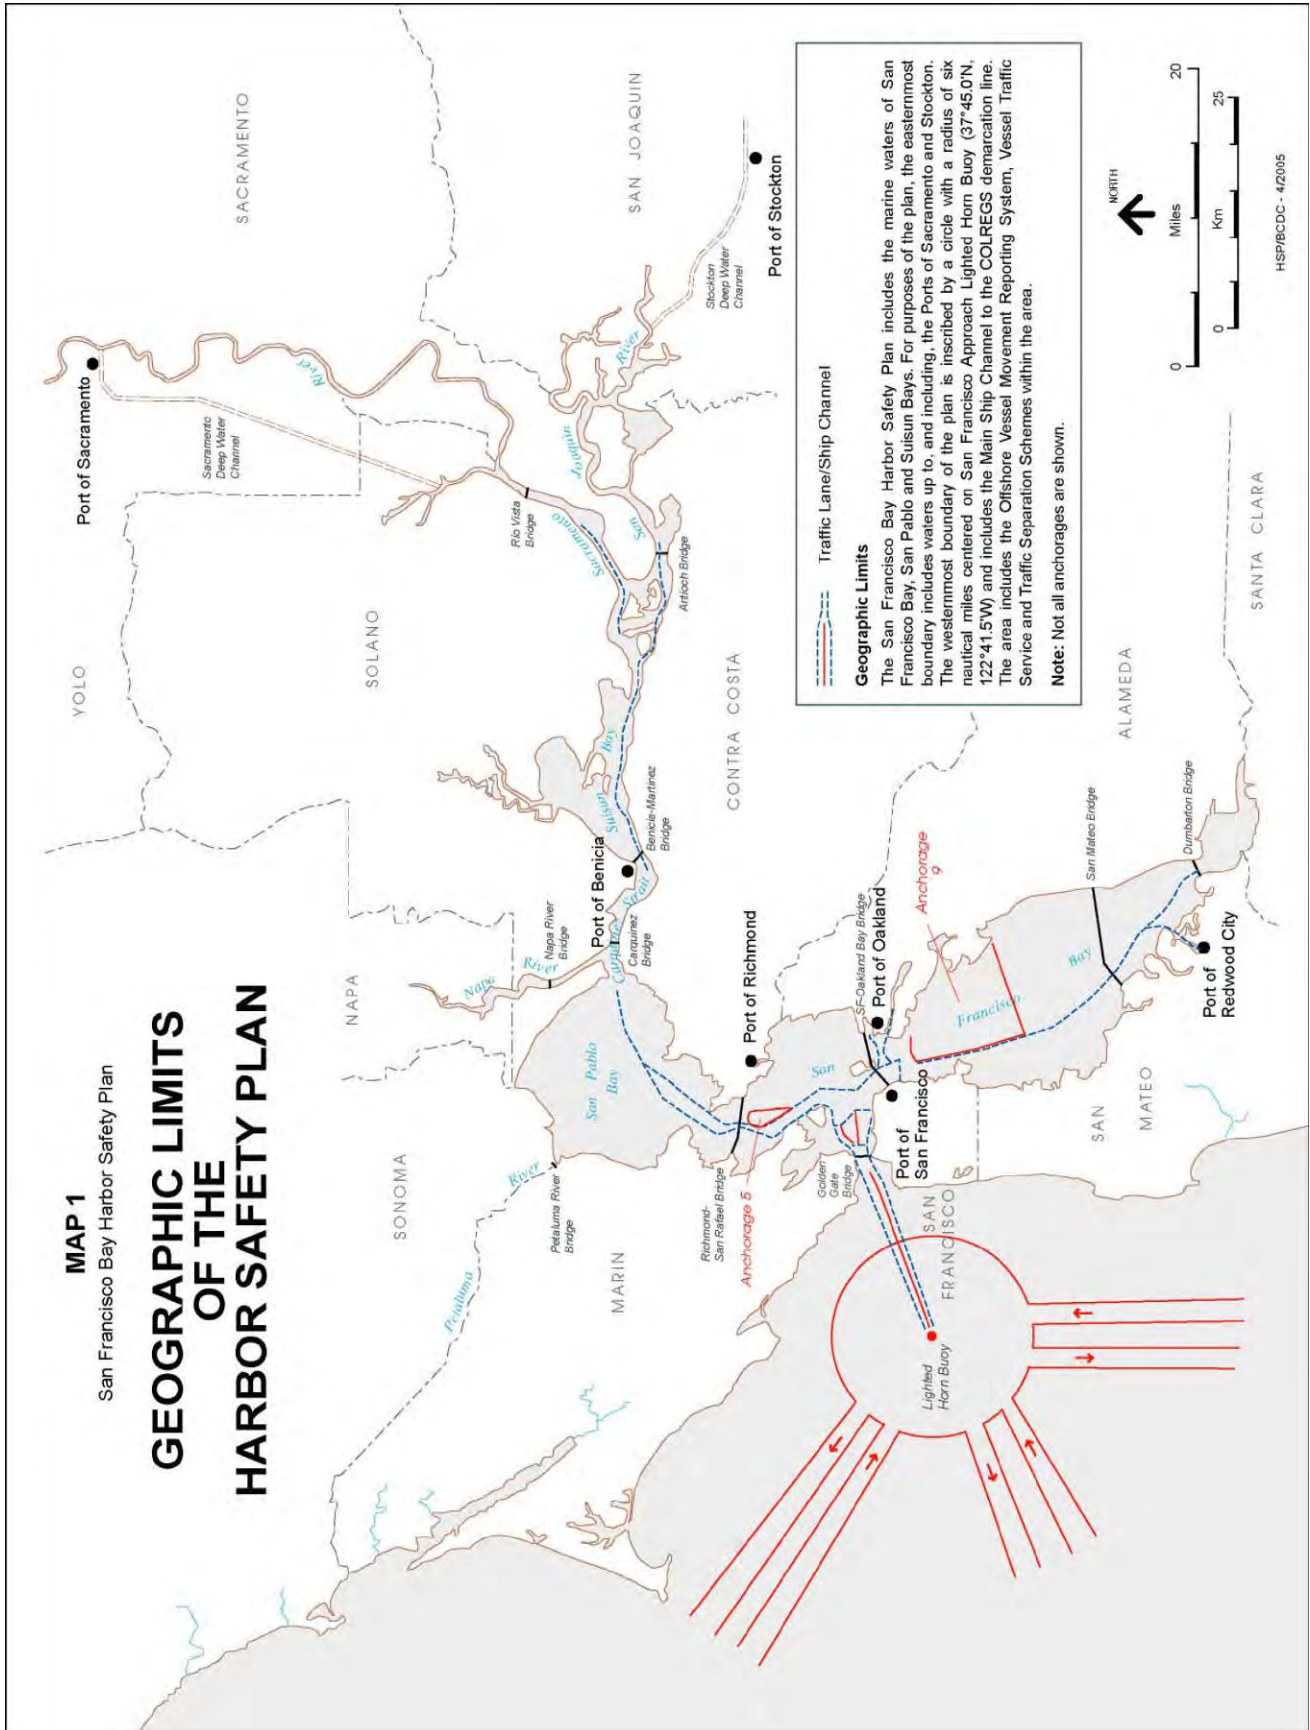 MAP 1
San Francisco Bay Harbor Safety Plan
GEOGRAPHIC LIMITS
OF THE
HARBOR SAFETY PLAN
YOLO
SACRAMENTO
NAPA
SOLANO
SONOMA
MARIN
CONTRA COSTA
SAN JOAQUIN
ALAMEDA
SANTA CLARA
SAN
MATEO
SAN
FRANCISCO
Port of Sacramento
Sacramento
Deep Water
Channel
River
Sacramento
Rio Vista
Bridge
San
Joaquin
River
Stockton
Deep Water
Channel
Port of Stockton
Antioch Bridge
Suisun
Bay
Benicia-Martinez
Bridge
Port of Benicia
Carquinez
Strait
Carquinez
Bridge
Napa
River
Napa River
Bridge
San Pablo
Bay
Petaluma
River
Petaluma River
Bridge
Richmond-
San Rafael Bridge
Port of Richmond
Anchorage 5
Golden
Gate
Bridge
San
Francisco
Bay
SF-Oakland Bay Bridge
Port of Oakland
Port of
San Francisco
Anchorage
9
San Mateo Bridge
Dumbarton Bridge
Port of
Redwood City
Lighted
Horn Buoy
Traffic Lane/Ship Channel
Geographic Limits
The San Francisco Bay Harbor Safety Plan includes the marine waters of San
Francisco Bay, San Pablo and Suisun Bays. For purposes of the plan, the easternmost
boundary includes waters up to, and including, the Ports of Sacramento and Stockton.
The westernmost boundary of the plan is inscribed by a circle with a radius of six
nautical miles centered on San Francisco Approach Lighted Horn Buoy (37°45.0'N,
122°41.5'W) and includes the Main Ship Channel to the COLREGS demarcation line.
The area includes the Offshore Vessel Movement Reporting System, Vessel Traffic
Service and Traffic Separation Schemes within the area.
Note: Not all anchorages are shown.
NORTH
Miles
0 20
Km
0 25
HSP/BCDC - 4/2005